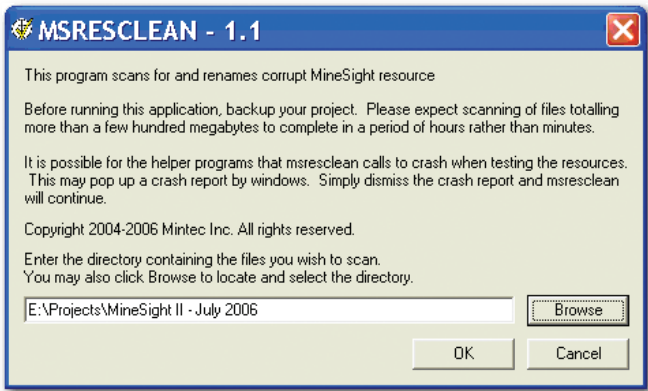 MSRESCLEAN - 1.1
This program scans for and renames corrupt MineSight resource
Before running this application, backup your project.  Please expect scanning of files totalling
more than a few hundred megabytes to complete in a period of hours rather than minutes.
It is possible for the helper programs that msresclean calls to crash when testing the resources.
This may pop up a crash report by windows.  Simply dismiss the crash report and msresclean
will continue.
Copyright 2004-2006 Mintec Inc. All rights reserved.
Enter the directory containing the files you wish to scan.
You may also click Browse to locate and select the directory.
E:\Projects\MineSight II - July 2006
Browse
OK
Cancel